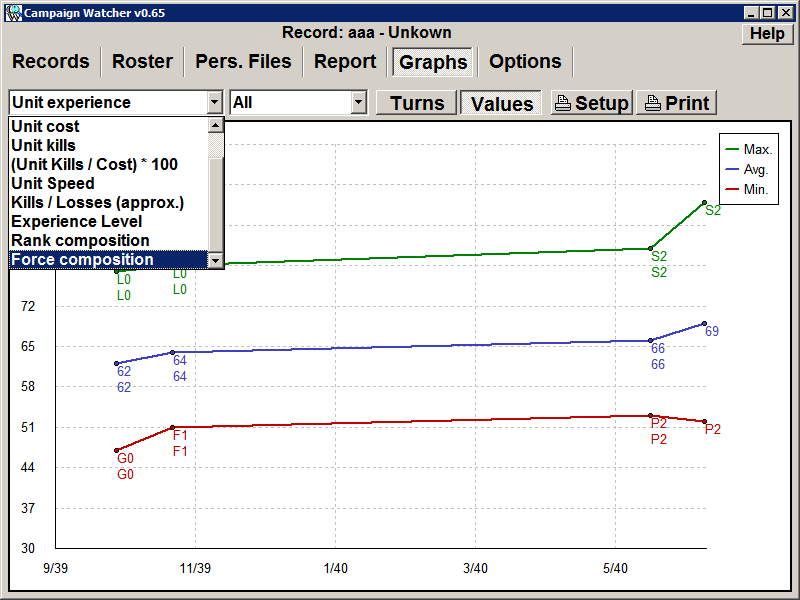 Campaign Watcher v0.65
Record: aaa - Unkown
Help
Records
Roster
Pers. Files
Report
Graphs
Options
Unit experience
All
Turns
Values
Setup
Print
Unit cost
Unit kills
(Unit Kills / Cost) * 100
Unit Speed
Kills / Losses (approx.)
Experience Level
Rank composition
Force composition
Max.
Avg.
Min.
S2
S2
S2
L0
L0
L0
L0
72
65
58
51
44
37
30
62
62
64
64
66
66
69
G0
G0
F1
F1
P2
P2
P2
9/39
11/39
1/40
3/40
5/40